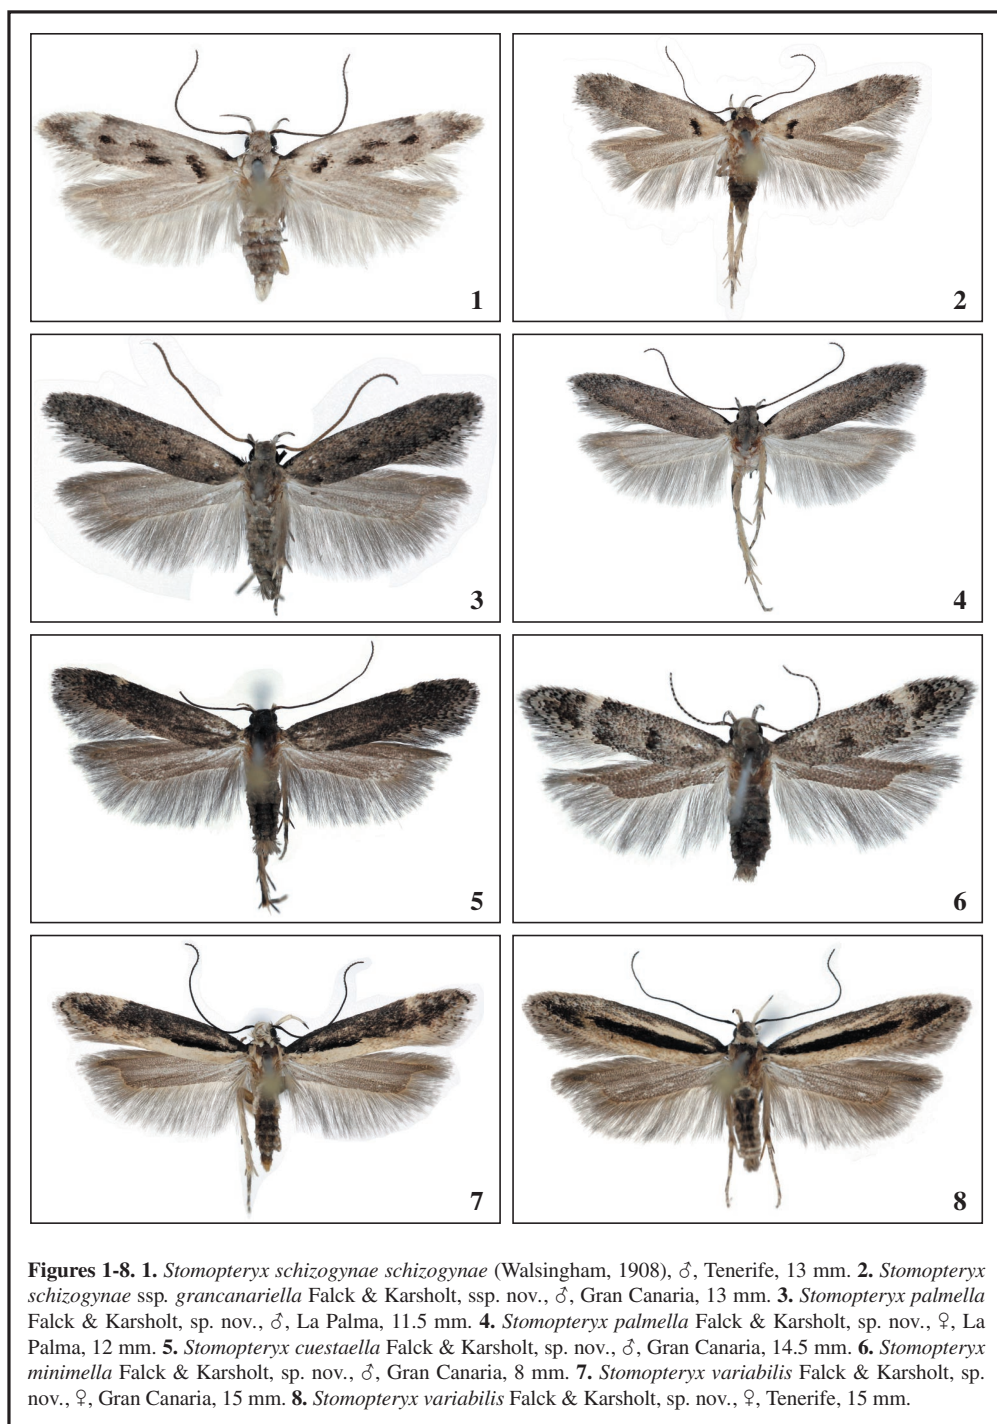 1
2
3
4
5
6
7
8
Figures 1-8. 1. Stomopteryx schizogynae schizogynae (Walsingham, 1908), ♂, Tenerife, 13 mm. 2. Stomopteryx
schizogynae ssp. grancanariella Falck & Karsholt, ssp. nov., ♂, Gran Canaria, 13 mm. 3. Stomopteryx palmella
Falck & Karsholt, sp. nov., ♂, La Palma, 11.5 mm. 4. Stomopteryx palmella Falck & Karsholt, sp. nov., ♀, La
Palma, 12 mm. 5. Stomopteryx cuestaella Falck & Karsholt, sp. nov., ♂, Gran Canaria, 14.5 mm. 6. Stomopteryx
minimella Falck & Karsholt, sp. nov., ♂, Gran Canaria, 8 mm. 7. Stomopteryx variabilis Falck & Karsholt, sp.
nov., ♀, Gran Canaria, 15 mm. 8. Stomopteryx variabilis Falck & Karsholt, sp. nov., ♀, Tenerife, 15 mm.